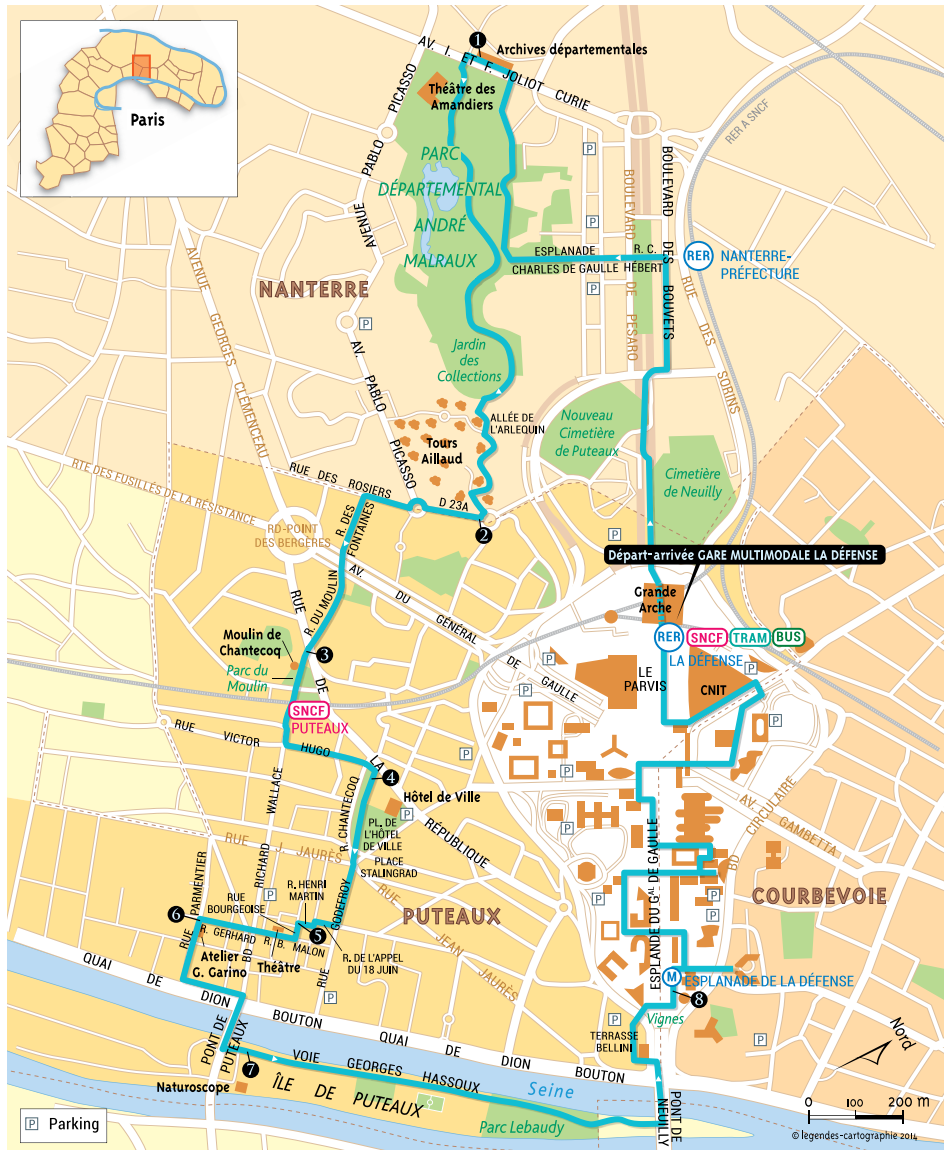 Paris
1
Archives départementales
AV. I. ET F. JOLIOT CURIE
Théâtre des
Amandiers
PARC
DÉPARTEMENTAL
ANDRÉ
MALRAUX
AVENUE PABLO PICASSO
P
RER A SNCF
BOULEVARD DES BOUVETS
BOULEVARD DE PESARO
P
ESPLANADE
CHARLES DE GAULLE
R. C.
HÉBERT
RER
NANTERRE-
PRÉFECTURE
RUE DES SORINS
P
NANTERRE
AVENUE GEORGES CLÉMENCEAU
P
AV. PABLO PICASSO
Jardin
des
Collections
ALLÉE DE
L'ARLEQUIN
Nouveau
Cimetière
de Puteaux
Tours
Aillaud
Cimetière
de Neuilly
RUE DES ROSIERS
D 23A
2
RTE DES FUSILLÉS DE LA RÉSISTANCE
RD-POINT
DES BERGÈRES
R. DES FONTAINES
P
Départ-arrivée GARE MULTIMODALE LA DÉFENSE
Grande
Arche
AV. DU GÉNÉRAL DE GAULLE
R. DU MOULIN
Moulin de
Chantecoq
3
Parc du
Moulin
RER
SNCF
TRAM
BUS
LA DÉFENSE
LE
PARVIS
CNIT
P
P
SNCF
PUTEAUX
RUE VICTOR HUGO
RUE DE LA RÉPUBLIQUE
P
P
P
4
Hôtel de Ville
P
P
R. CHANTECOQ
PL. DE
L'HÔTEL
DE VILLE
PLACE
STALINGRAD
BD RICHARD WALLACE
RUE J. JAURÈS
RUE JEAN JAURÈS
AV. GAMBETTA
BD CIRCULAIRE
ESPLANDE DU GAL DE GAULLE
COURBEVOIE
PUTEAUX
P
P
P
RUE PARMENTIER
6
RUE
BOURGEOISE
R. HENRI
MARTIN
P
GODEFROY
5
R. GERHARD
R. B. MALON
Atelier
G. Garino
Théâtre
RUE
R. DE L'APPEL
DU 18 JUIN
P
M
ESPLANADE DE LA DÉFENSE
8
Vignes
P
P
TERRASSE
BELLINI
QUAI DE DION BOUTON
QUAI DE DION BOUTON
PONT DE
PUTEAUX
7
Naturoscope
VOIE GEORGES HASSOUX
ÎLE DE PUTEAUX
Seine
Parc Lebaudy
PONT DE
NEUILLY
Nord
0 100 200 m
P Parking
© legendes-cartographie 2014